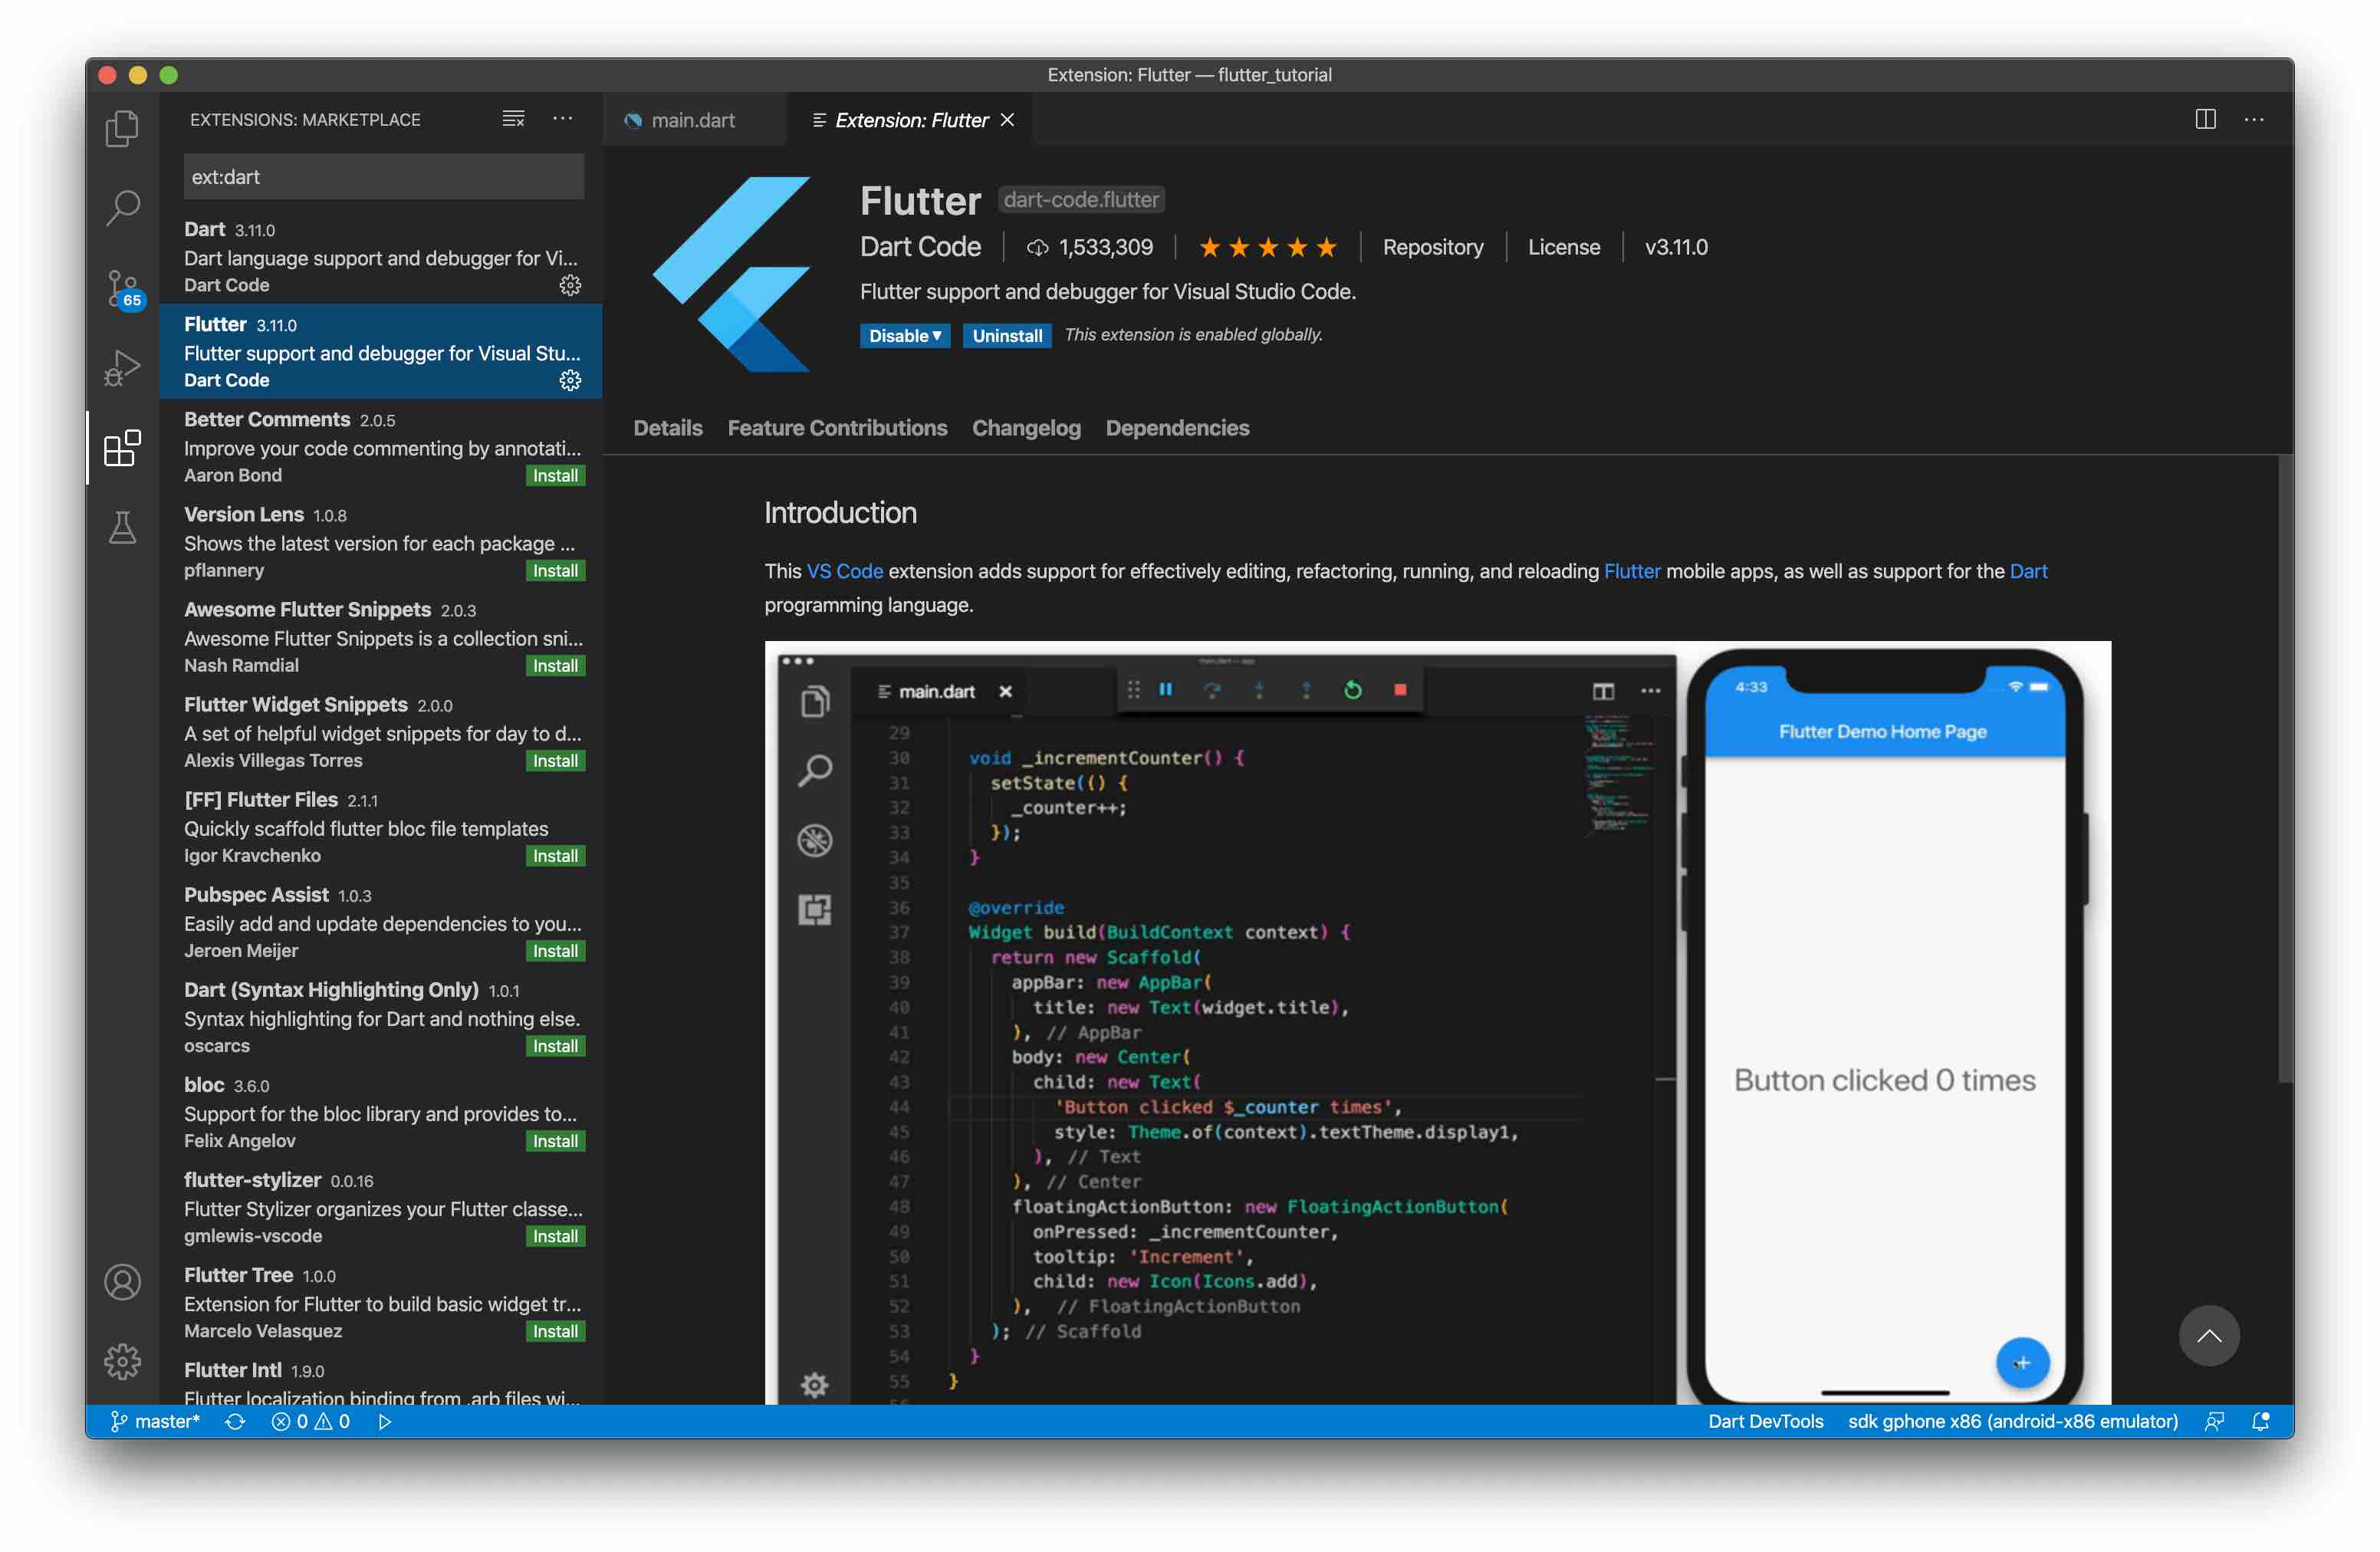 Extension: Flutter — flutter_tutorial
EXTENSIONS: MARKETPLACE
ext:dart
Dart 3.11.0
Dart language support and debugger for Vi...
Dart Code
Flutter 3.11.0
Flutter support and debugger for Visual Stu...
Dart Code
Better Comments 2.0.5
Improve your code commenting by annotati...
Aaron Bond Install
Version Lens 1.0.8
Shows the latest version for each package ...
pflannery Install
Awesome Flutter Snippets 2.0.3
Awesome Flutter Snippets is a collection sni...
Nash Ramdial Install
Flutter Widget Snippets 2.0.0
A set of helpful widget snippets for day to d...
Alexis Villegas Torres Install
[FF] Flutter Files 2.1.1
Quickly scaffold flutter bloc file templates
Igor Kravchenko Install
Pubspec Assist 1.0.3
Easily add and update dependencies to you...
Jeroen Meijer Install
Dart (Syntax Highlighting Only) 1.0.1
Syntax highlighting for Dart and nothing else.
oscarcs Install
bloc 3.6.0
Support for the bloc library and provides to...
Felix Angelov Install
flutter-stylizer 0.0.16
Flutter Stylizer organizes your Flutter classe...
gmlewis-vscode Install
Flutter Tree 1.0.0
Extension for Flutter to build basic widget tr...
Marcelo Velasquez Install
Flutter Intl 1.9.0
Flutter localization binding from .arb files wi...
65
main.dart Extension: Flutter
Flutter dart-code.flutter
Dart Code 1,533,309 Repository License v3.11.0
Flutter support and debugger for Visual Studio Code.
Disable Uninstall This extension is enabled globally.
Details Feature Contributions Changelog Dependencies
Introduction
This VS Code extension adds support for effectively editing, refactoring, running, and reloading Flutter mobile apps, as well as support for the Dart
programming language.
main.dart
29
30 void _incrementCounter() {
31 setState(() {
32 _counter++;
33 });
34 }
35
36 @override
37 Widget build(BuildContext context) {
38 return new Scaffold(
39 appBar: new AppBar(
40 title: new Text(widget.title),
41 ), // AppBar
42 body: new Center(
43 child: new Text(
44 'Button clicked $_counter times',
45 style: Theme.of(context).textTheme.display1,
46 ), // Text
47 ), // Center
48 floatingActionButton: new FloatingActionButton(
49 onPressed: _incrementCounter,
50 tooltip: 'Increment',
51 child: new Icon(Icons.add),
52 ), // FloatingActionButton
53 ); // Scaffold
54 }
55 }
4:33
Flutter Demo Home Page
Button clicked 0 times
master* 0 0 Dart DevTools sdk gphone x86 (android-x86 emulator)